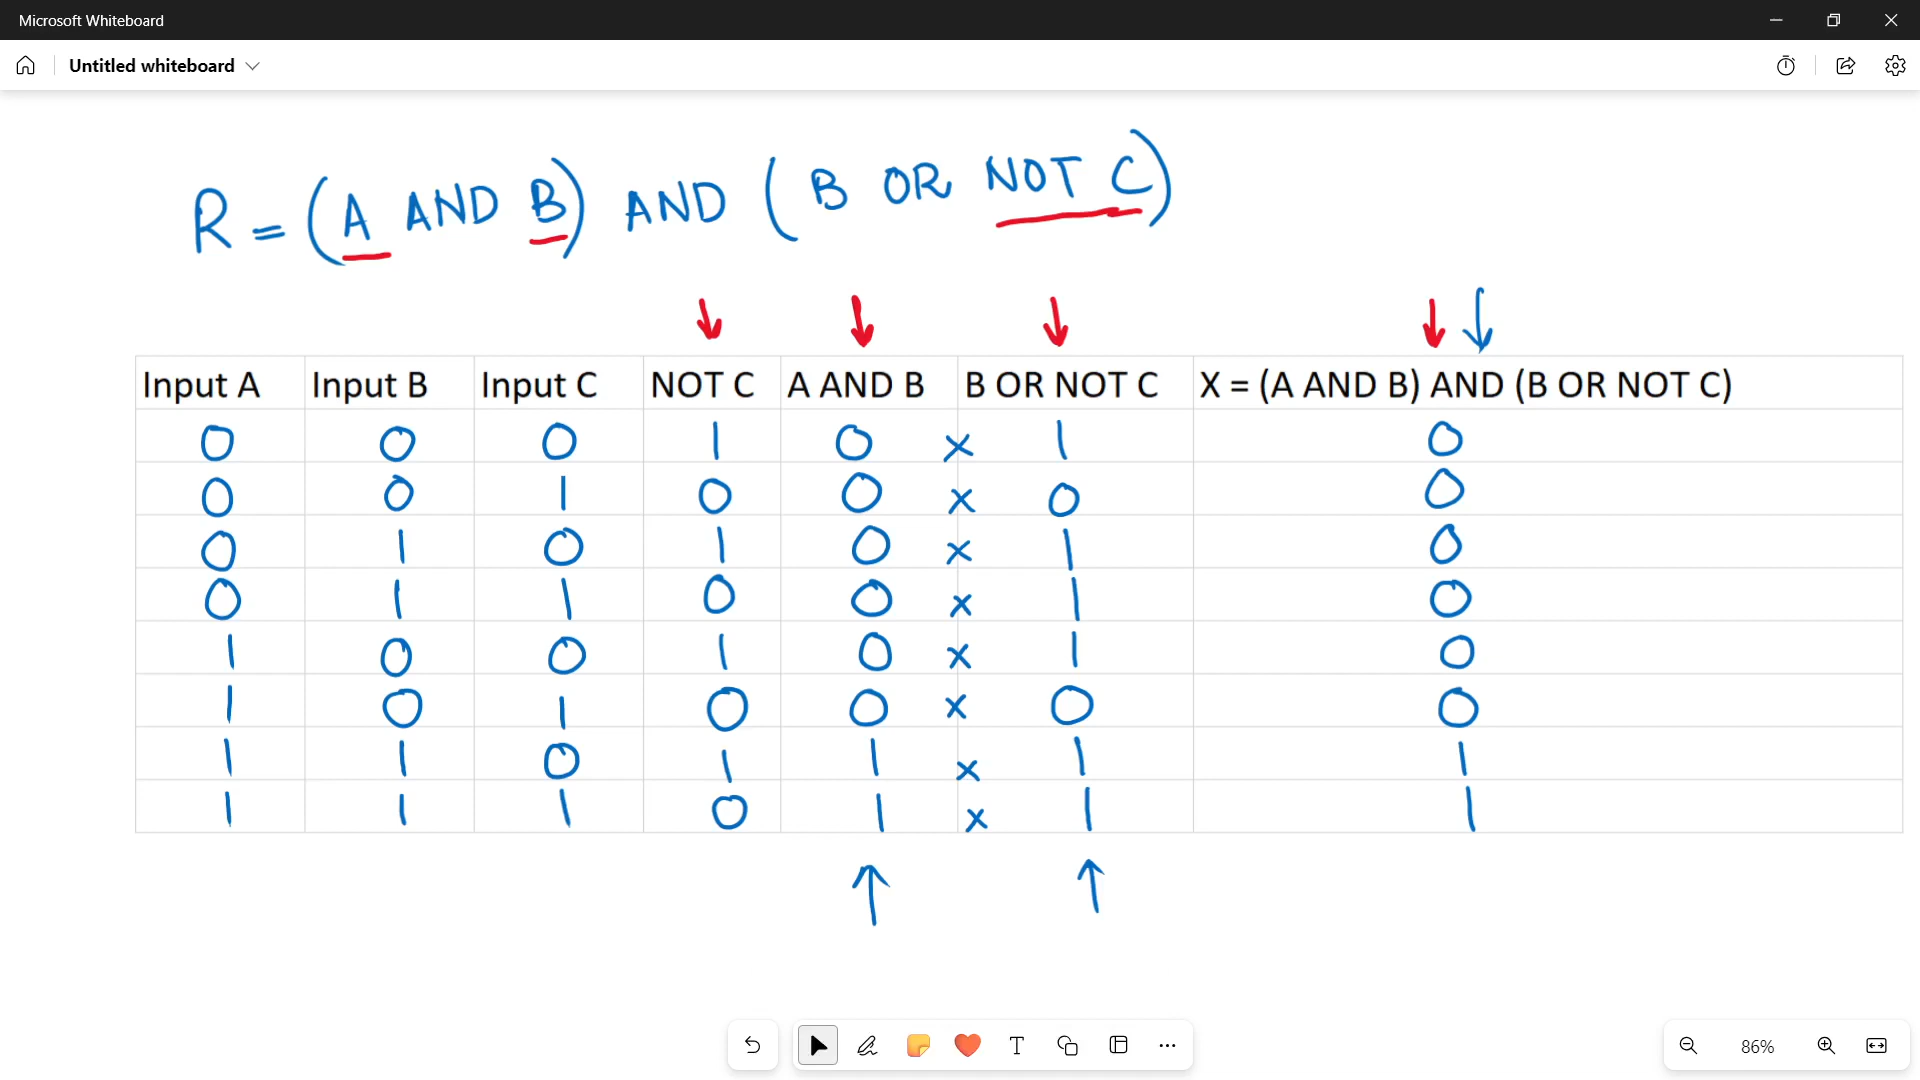 Microsoft Whiteboard
Untitled whiteboard
R = (A AND B) AND (B OR NOT C)
Input A Input B Input C NOT C A AND B B OR NOT C X = (A AND B) AND (B OR NOT C)
0 0 0 1 0 x 1 0
0 0 1 0 0 x 0 0
0 1 0 1 0 x 1 0
0 1 1 0 0 x 1 0
1 0 0 1 0 x 1 0
1 0 1 0 0 x 0 0
1 1 0 1 1 x 1 1
1 1 1 0 1 x 1 1
T
86%